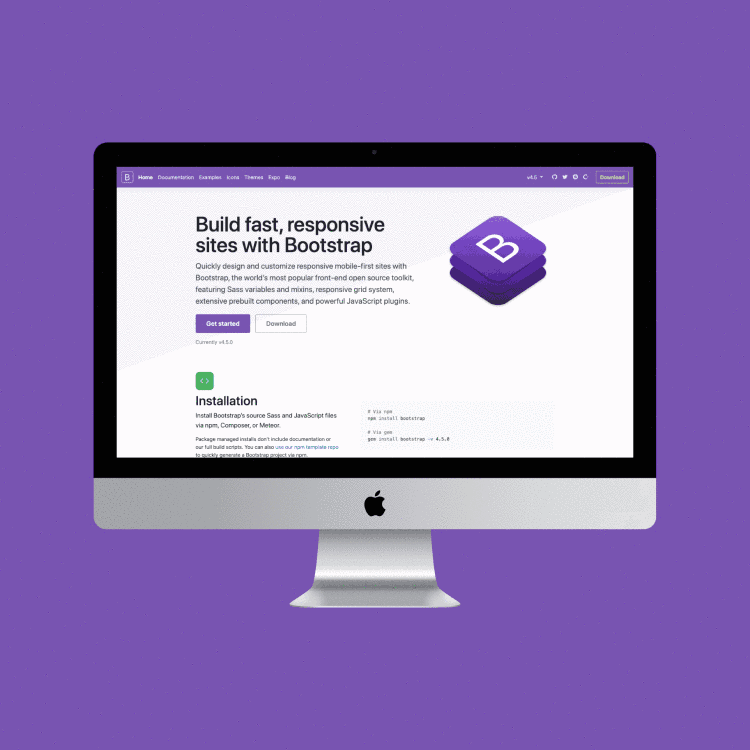 B
Home Documentation Examples Icons Themes Expo Blog
v4.5
Download
Build fast, responsive
sites with Bootstrap
B
Quickly design and customize responsive mobile-first sites with
Bootstrap, the world's most popular front-end open source toolkit,
featuring Sass variables and mixins, responsive grid system,
extensive prebuilt components, and powerful JavaScript plugins.
Get started
Download
Currently v4.5.0
Installation
Install Bootstrap's source Sass and JavaScript files
via npm, Composer, or Meteor.
Package managed installs don't include documentation or
our full build scripts. You can also use our npm template repo
to quickly generate a Bootstrap project via npm.
# Via npm
npm install bootstrap
# Via gem
gem install bootstrap -v 4.5.0